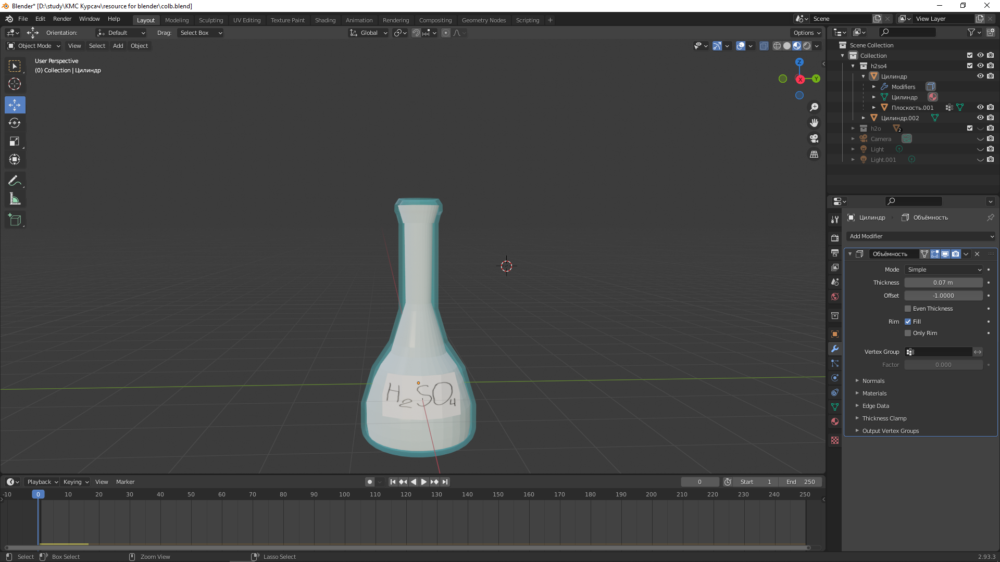 Blender* [D:\study\КМС Курсач\resource for blender\colb.blend]
File Edit Render Window Help Layout Modeling Sculpting UV Editing Texture Paint Shading Animation Rendering Compositing Geometry Nodes Scripting + Scene View Layer
Orientation: Default Drag: Select Box Global Options
Object Mode View Select Add Object
User Perspective
(0) Collection | Цилиндр
Z
X Y
H₂SO₄
Scene Collection
Collection
h2so4
Цилиндр
Modifiers
Цилиндр
Плоскость.001
Цилиндр.002
h2o 2
Camera
Light
Light.001
Цилиндр Объёмность
Add Modifier
Объёмность
Mode Simple
Thickness 0.07 m
Offset -1.0000
Even Thickness
Rim Fill
Only Rim
Vertex Group
Factor 0.000
Normals
Materials
Edge Data
Thickness Clamp
Output Vertex Groups
Playback Keying View Marker 0 Start 1 End 250
-10 0 10 20 30 40 50 60 70 80 90 100 110 120 130 140 150 160 170 180 190 200 210 220 230 240 250
Select Box Select Zoom View Lasso Select 2.93.3